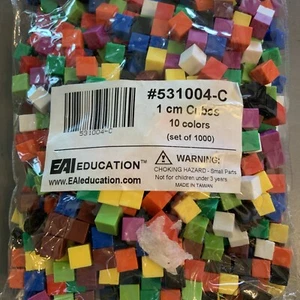 #531004-C
1 cm Cubes
10 colors
(set of 1000)
531004-C
EAI EDUCATION™
www.EAIeducation.com
WARNING:
CHOKING HAZARD - Small Parts
Not for children under 3 years
MADE IN TAIWAN